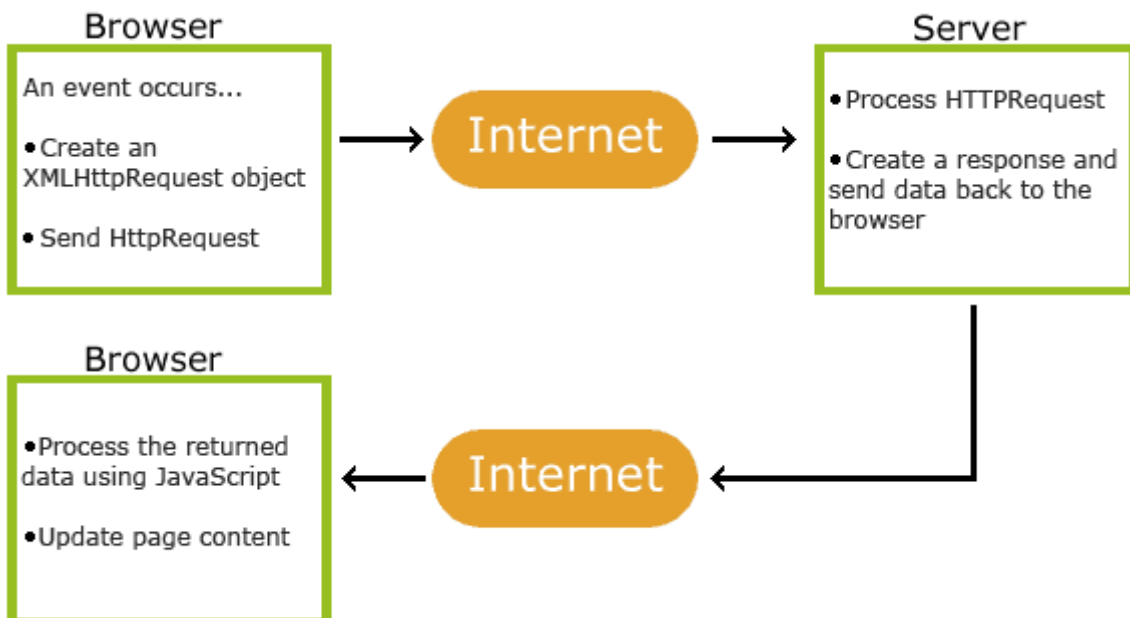 Browser
An event occurs...
•Create an
XMLHttpRequest object
• Send HttpRequest
Internet
Server
•Process HTTPRequest
•Create a response and
send data back to the
browser
Browser
•Process the returned
data using JavaScript
•Update page content
Internet